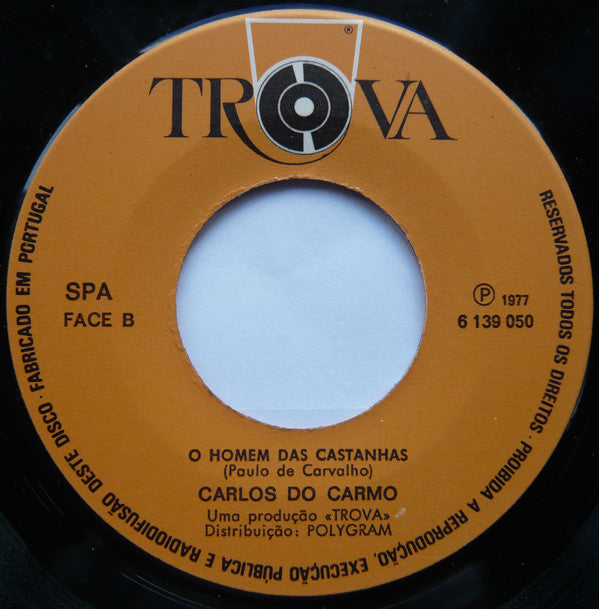 TROVA
®
SPA
FACE B
℗ 1977
6 139 050
O HOMEM DAS CASTANHAS
(Paulo de Carvalho)
CARLOS DO CARMO
Uma produção «TROVA»
Distribuição: POLYGRAM
RESERVADOS TODOS OS DIREITOS · PROIBIDA A REPRODUÇÃO, EXECUÇÃO PÚBLICA E RADIODIFUSÃO DESTE DISCO · FABRICADO EM PORTUGAL